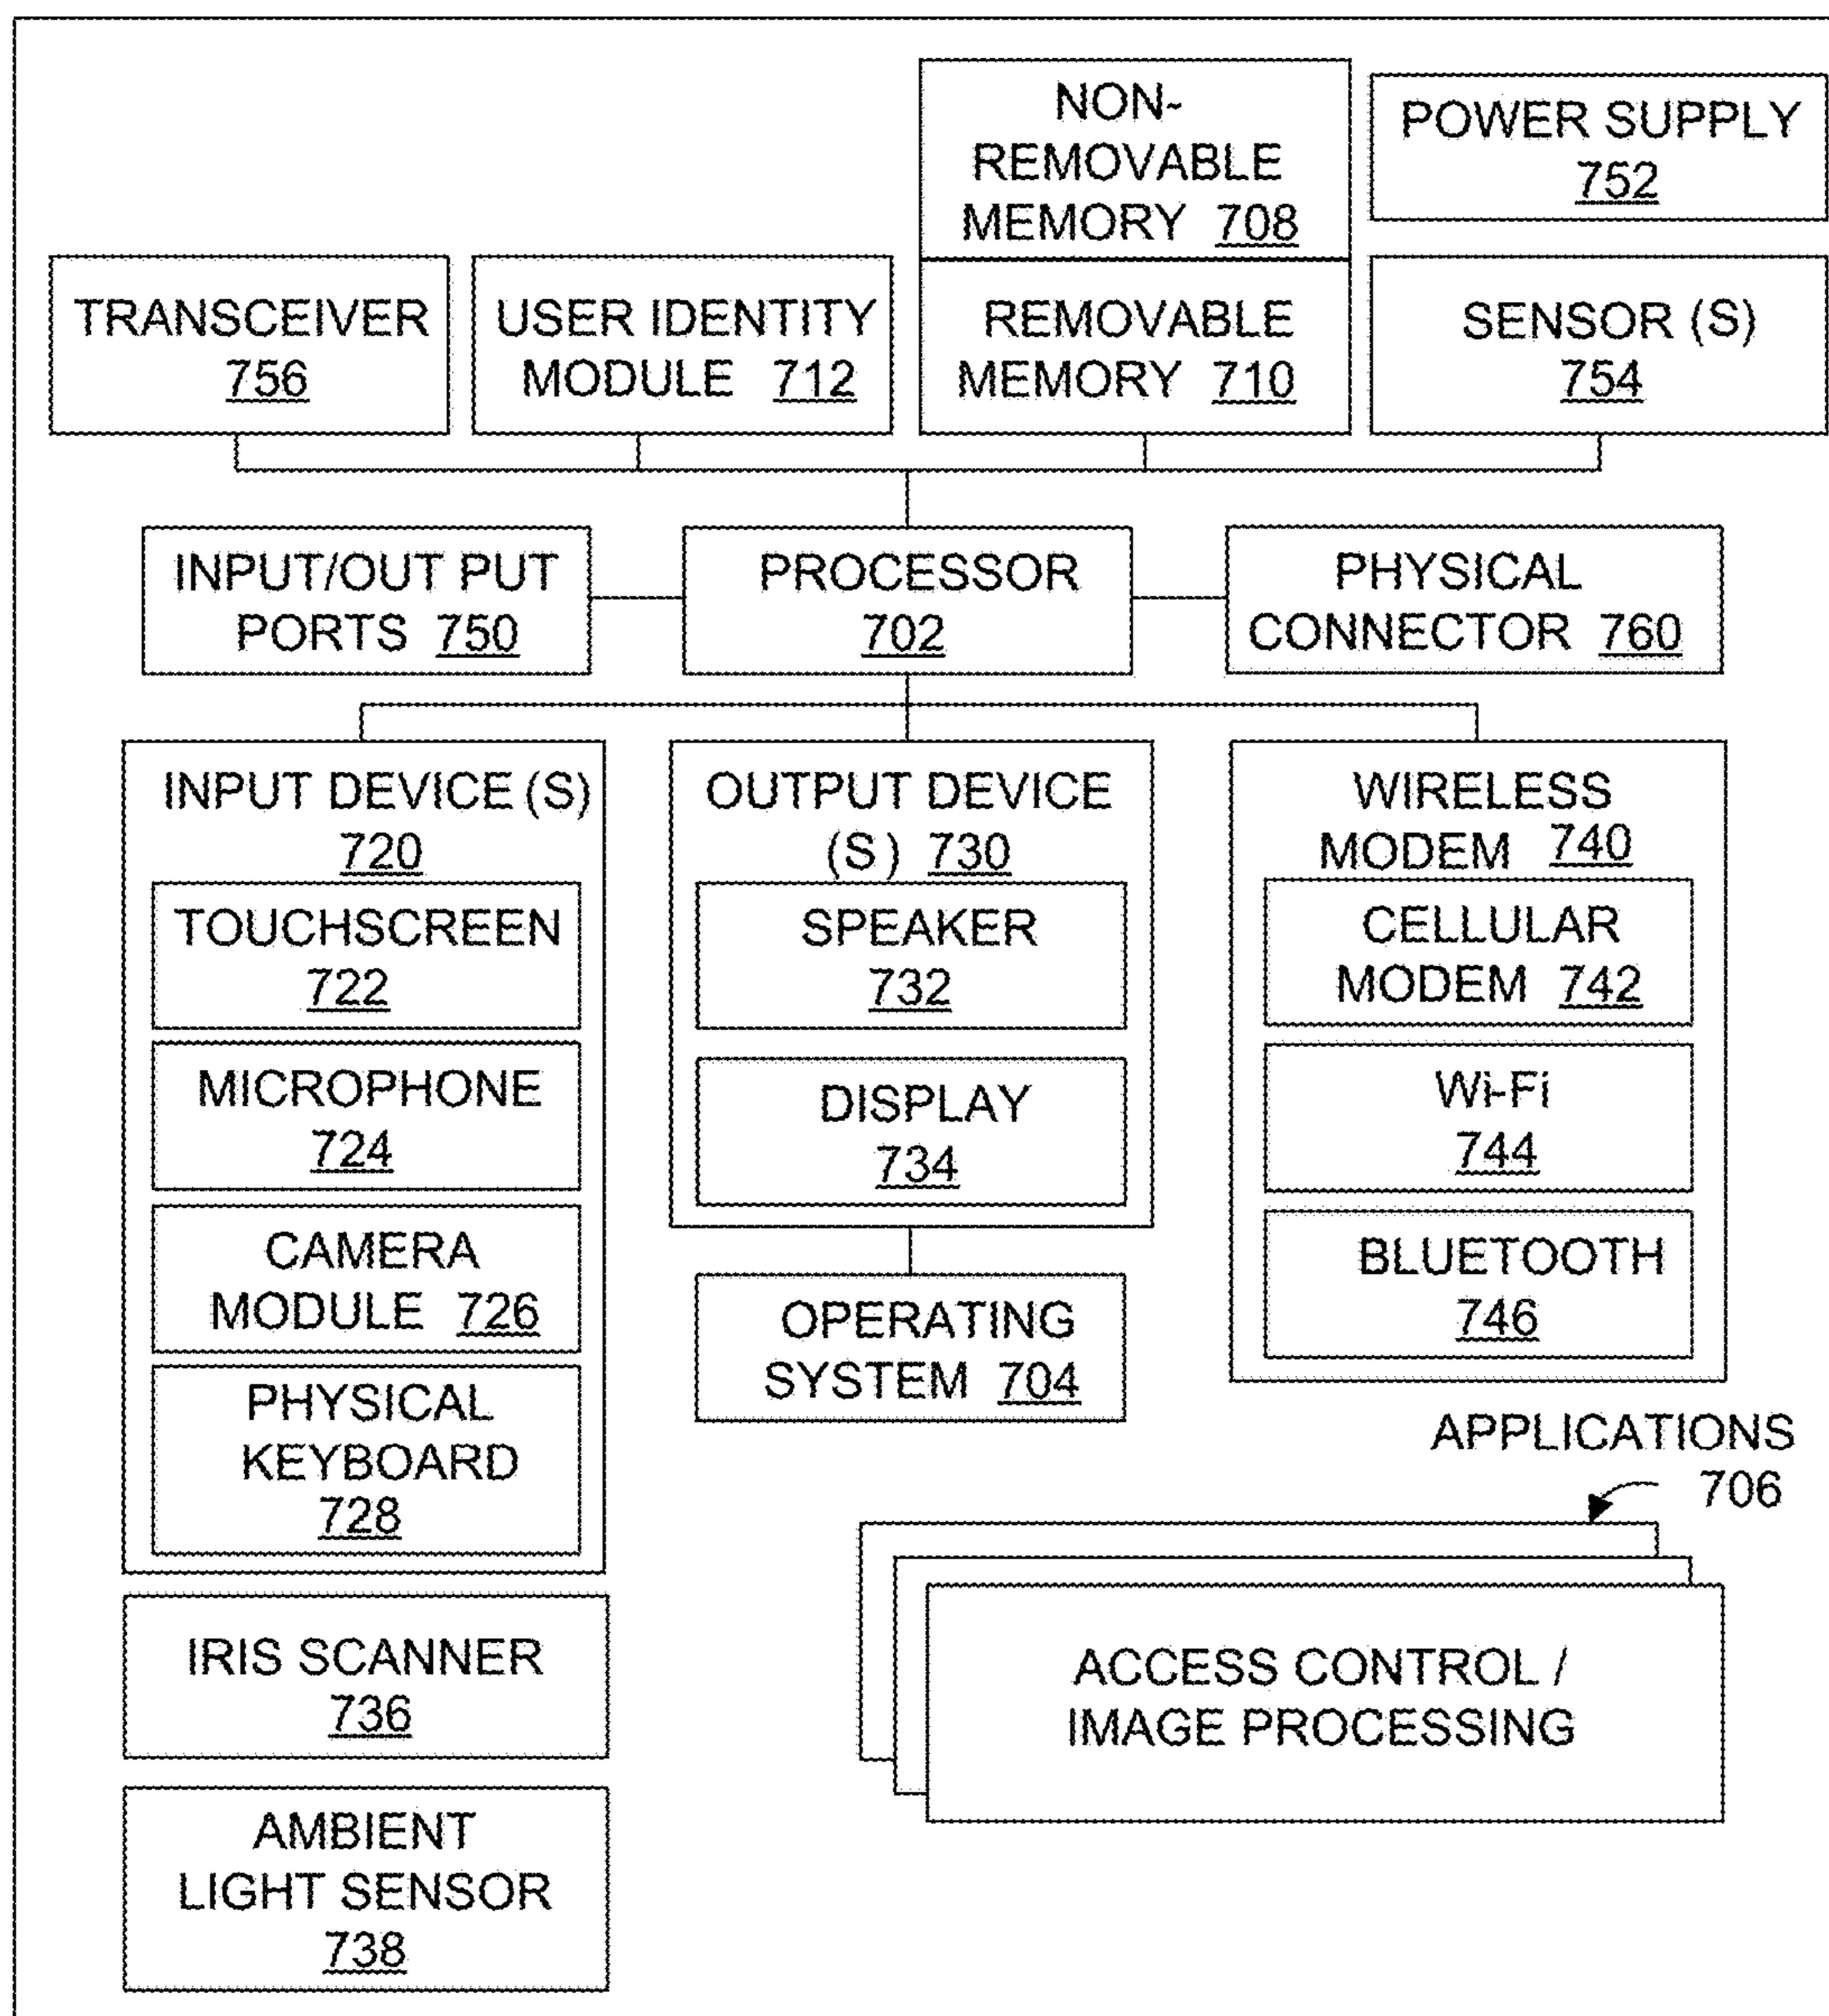 NON-
REMOVABLE
MEMORY 708
POWER SUPPLY
752
TRANSCEIVER
756
USER IDENTITY
MODULE 712
REMOVABLE
MEMORY 710
SENSOR (S)
754
INPUT/OUT PUT
PORTS 750
PROCESSOR
702
PHYSICAL
CONNECTOR 760
INPUT DEVICE (S)
720
TOUCHSCREEN
722
MICROPHONE
724
CAMERA
MODULE 726
PHYSICAL
KEYBOARD
728
OUTPUT DEVICE
(S) 730
SPEAKER
732
DISPLAY
734
OPERATING
SYSTEM 704
WIRELESS
MODEM 740
CELLULAR
MODEM 742
Wi-Fi
744
BLUETOOTH
746
APPLICATIONS
706
IRIS SCANNER
736
ACCESS CONTROL /
IMAGE PROCESSING
AMBIENT
LIGHT SENSOR
738